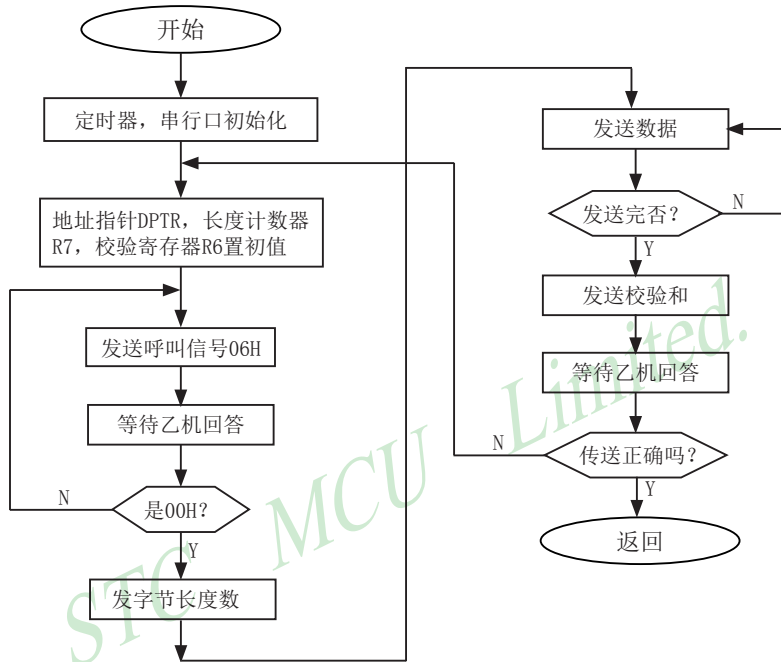 开始
定时器，串行口初始化
地址指针DPTR，长度计数器
R7，校验寄存器R6置初值
发送呼叫信号06H
等待乙机回答
是00H?
N
Y
发字节长度数
发送数据
发送完否?
N
Y
发送校验和
等待乙机回答
传送正确吗?
N
Y
返回
STC MCU Limited.